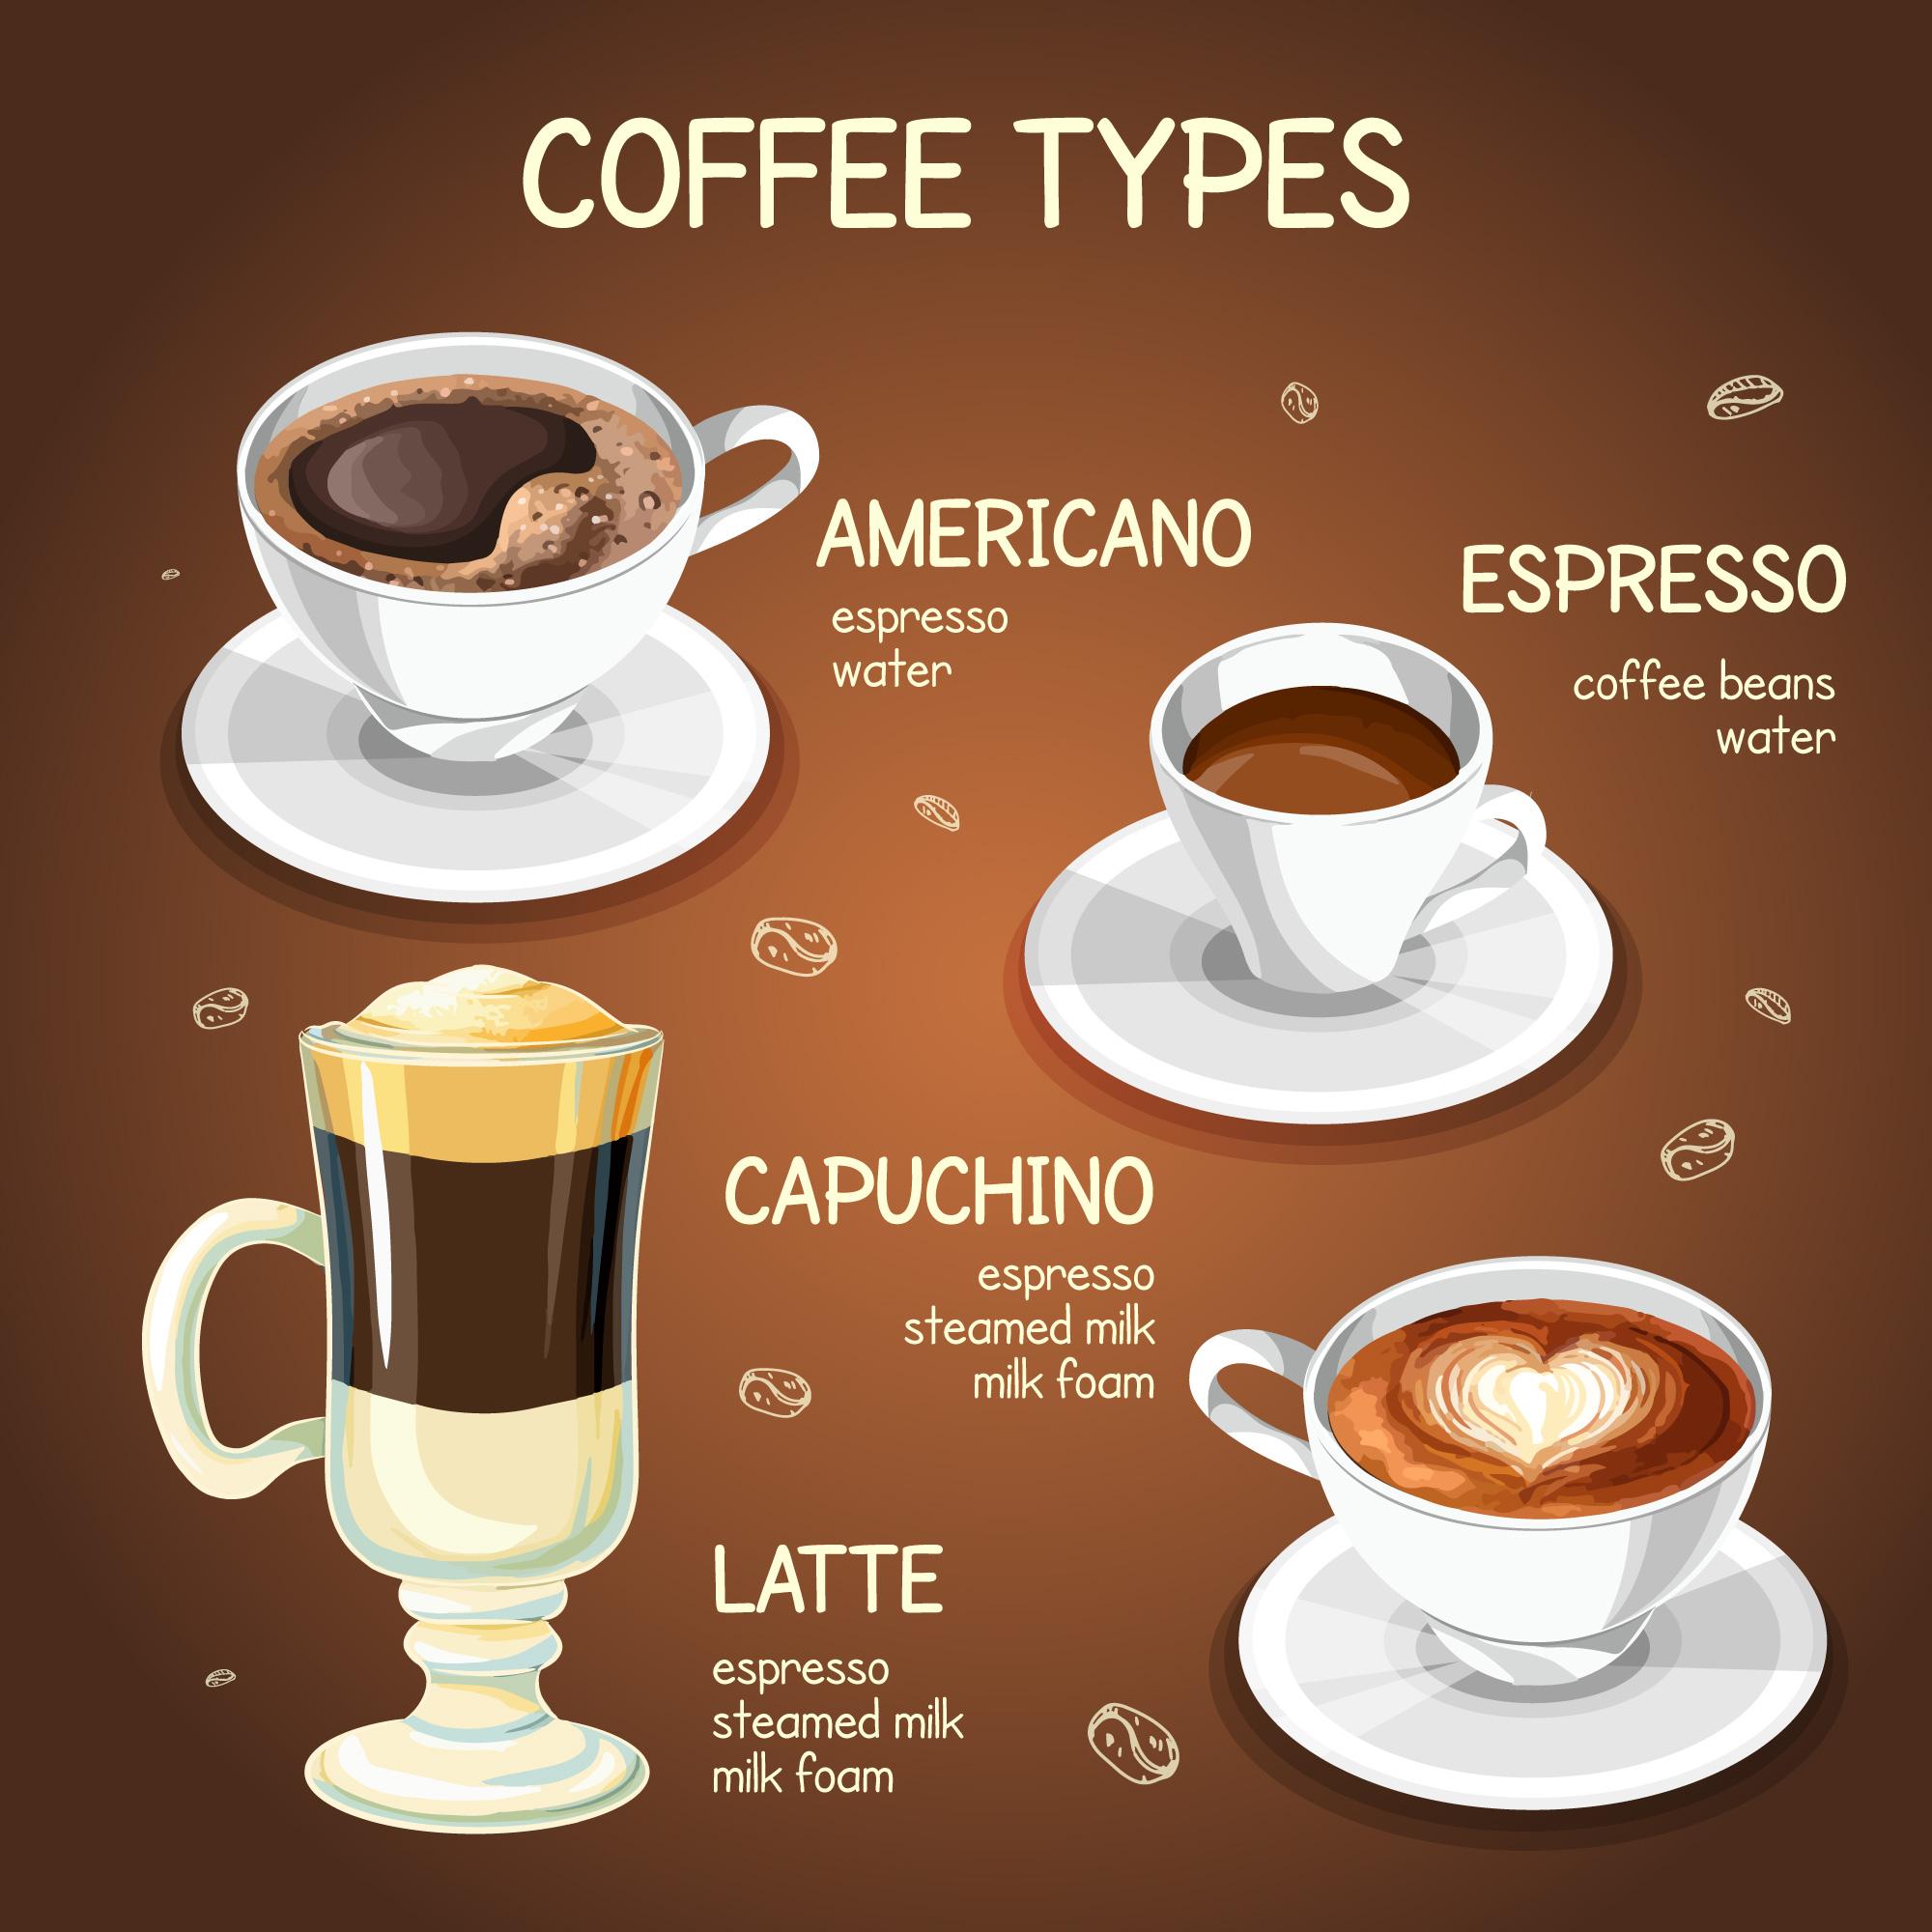 COFFEE TYPES
AMERICANO
espresso
water
ESPRESSO
coffee beans
water
CAPUCHINO
espresso
steamed milk
milk foam
LATTE
espresso
steamed milk
milk foam